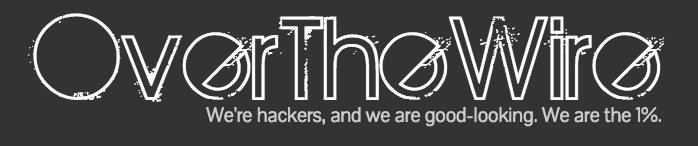 OverTheWire
We're hackers, and we are good-looking. We are the 1%.